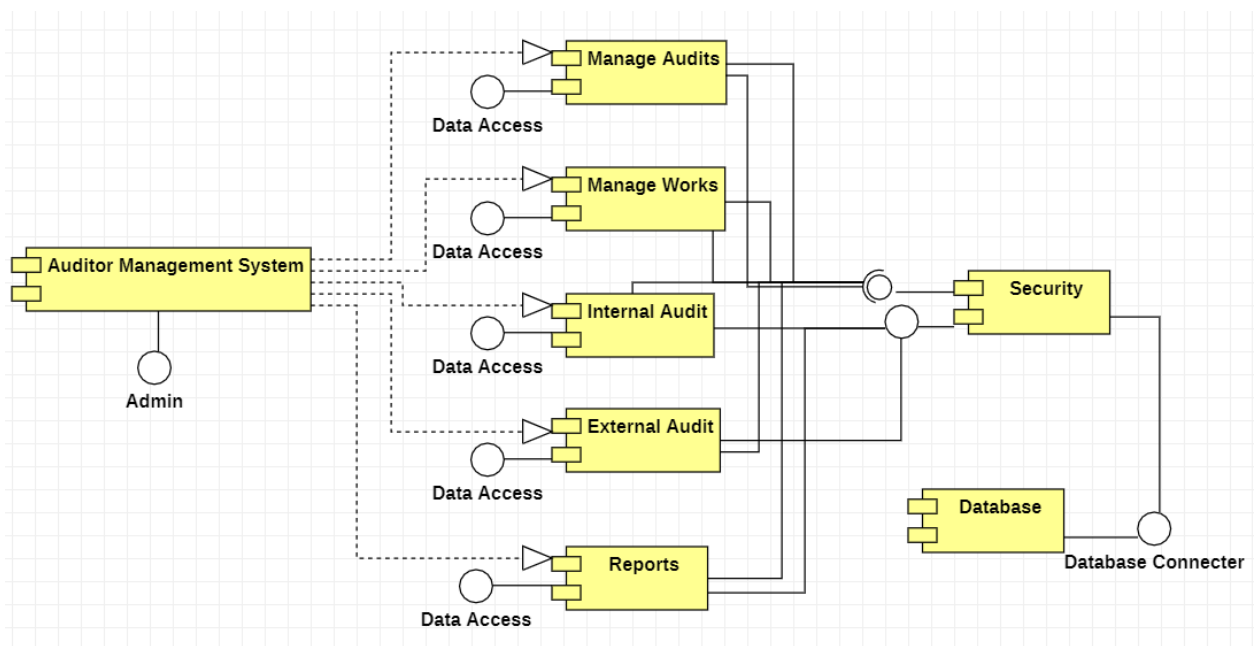 Manage Audits
Data Access
Manage Works
Data Access
Auditor Management System
Admin
Internal Audit
Data Access
Security
External Audit
Data Access
Database
Database Connecter
Reports
Data Access